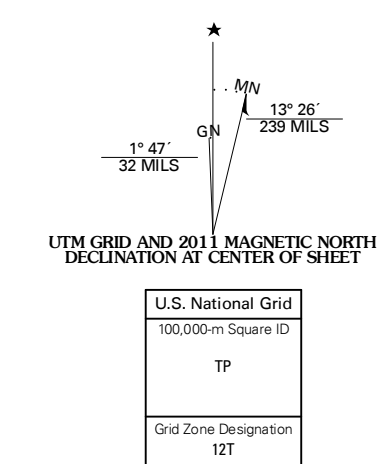 MN
13° 26´
239 MILS
GN
1° 47´
32 MILS
UTM GRID AND 2011 MAGNETIC NORTH
DECLINATION AT CENTER OF SHEET
U.S. National Grid
100,000-m Square ID
TP
Grid Zone Designation
12T